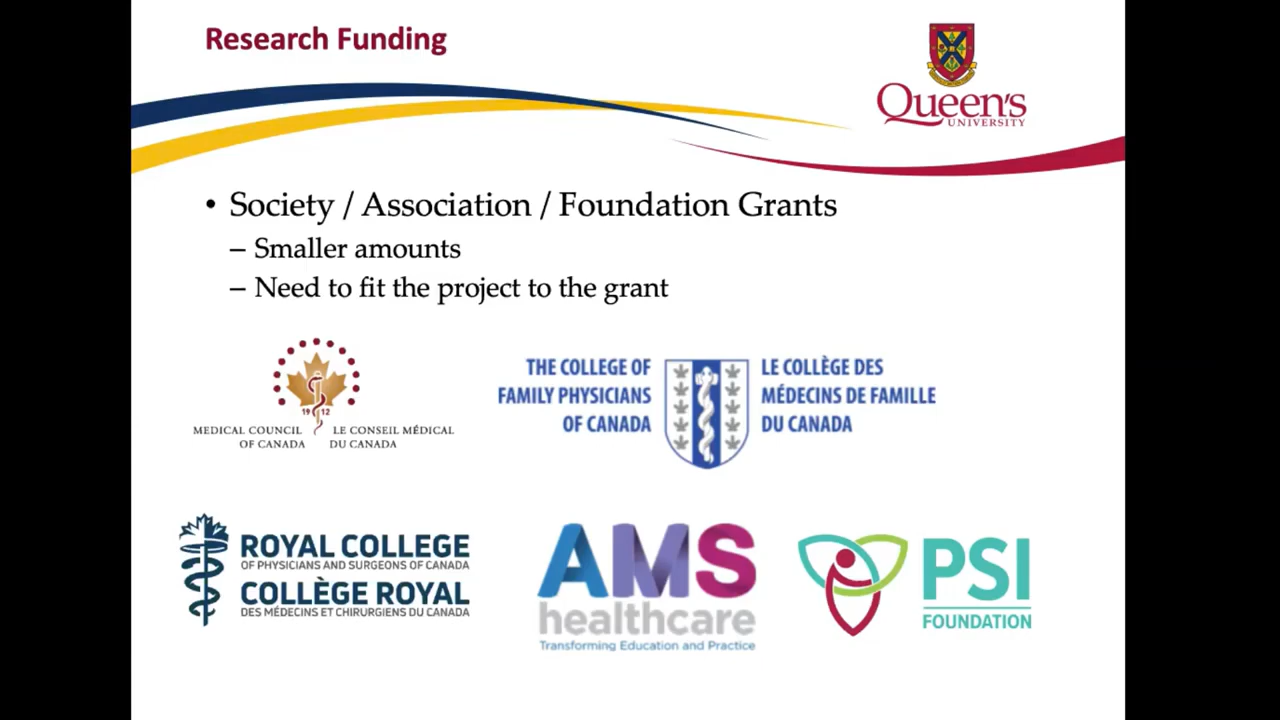 Research Funding
Queen's
UNIVERSITY
• Society / Association / Foundation Grants
– Smaller amounts
– Need to fit the project to the grant
19 12
MEDICAL COUNCIL
OF CANADA
LE CONSEIL MÉDICAL
DU CANADA
THE COLLEGE OF
FAMILY PHYSICIANS
OF CANADA
LE COLLÈGE DES
MÉDECINS DE FAMILLE
DU CANADA
ROYAL COLLEGE
OF PHYSICIANS AND SURGEONS OF CANADA
COLLÈGE ROYAL
DES MÉDECINS ET CHIRURGIENS DU CANADA
AMS
healthcare
Transforming Education and Practice
PSI
FOUNDATION